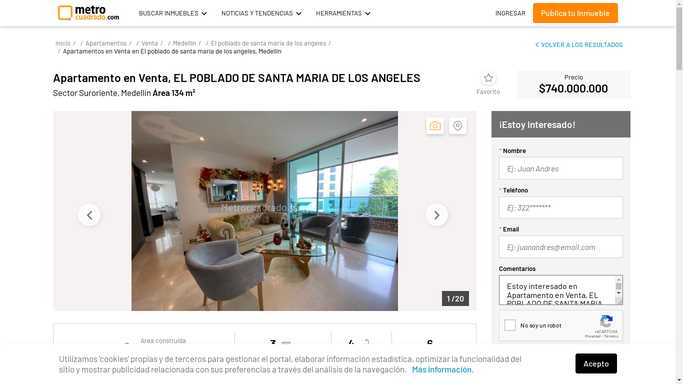 metro
cuadrado.com
BUSCAR INMUEBLES
NOTICIAS Y TENDENCIAS
HERRAMIENTAS
INGRESAR
Publica tu Inmueble
Inicio / / Apartamentos / / Venta / / Medellín / / El poblado de santa maria de los angeles /
/ Apartamentos en Venta en El poblado de santa maria de los angeles, Medellín
VOLVER A LOS RESULTADOS
Apartamento en Venta, EL POBLADO DE SANTA MARIA DE LOS ANGELES
Sector Suroriente, Medellín Área 134 m²
Favorito
Precio
$740.000.000
1 / 20
¡Estoy Interesado!
* Nombre
Ej: Juan Andres
* Teléfono
Ej: 322*******
* Email
Ej: juanandres@email.com
Comentarios
Estoy interesado en
Apartamento en Venta, EL
POBLADO DE SANTA MARIA
No soy un robot
reCAPTCHA
Privacidad - Términos
Área construida
3
4
6
Utilizamos 'cookies' propias y de terceros para gestionar el portal, elaborar información estadística, optimizar la funcionalidad del
sitio y mostrar publicidad relacionada con sus preferencias a través del análisis de la navegación. Más información.
Acepto